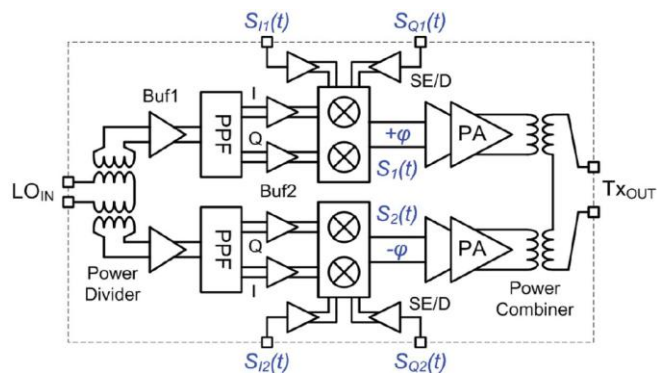 S_I1(t) S_Q1(t)
SE/D
Buf1 I
PPF Q +φ PA
S_1(t)
LO_IN Buf2 Tx_OUT
S_2(t)
PPF Q -φ PA
I
Power
Divider
SE/D
Power
Combiner
S_I2(t) S_Q2(t)